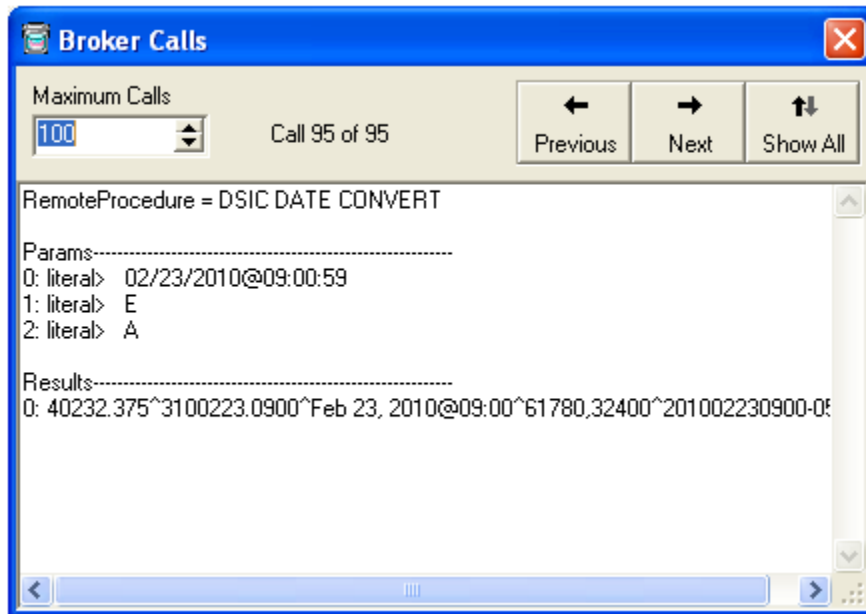 Broker Calls
Maximum Calls
100
Call 95 of 95
Previous
Next
Show All
RemoteProcedure = DSIC DATE CONVERT
Params------------------------------------------------------------
0: literal> 02/23/2010@09:00:59
1: literal> E
2: literal> A
Results------------------------------------------------------------
0: 40232.375^3100223.0900^Feb 23, 2010@09:00^61780,32400^201002230900-05